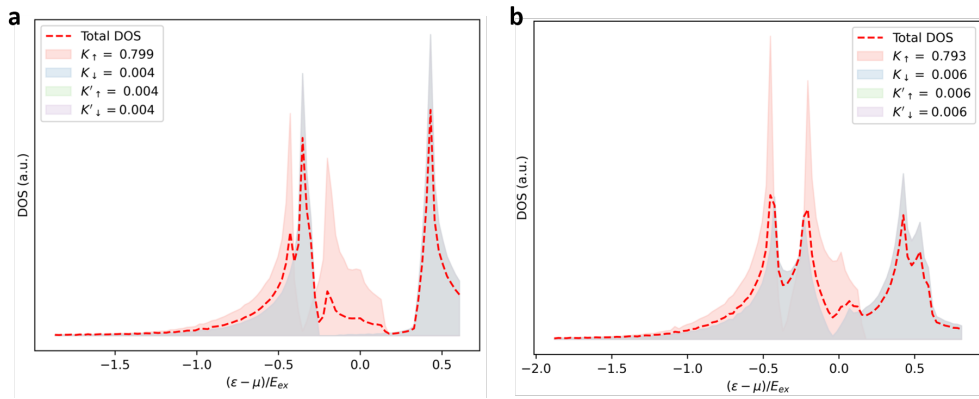 a
Total DOS
K↑ = 0.799
K↓ = 0.004
K'↑ = 0.004
K'↓ = 0.004
DOS (a.u.)
−1.5 −1.0 −0.5 0.0 0.5
(ε − μ)/Eex
b
Total DOS
K↑ = 0.793
K↓ = 0.006
K'↑ = 0.006
K'↓ = 0.006
DOS (a.u.)
−2.0 −1.5 −1.0 −0.5 0.0 0.5
(ε − μ)/Eex